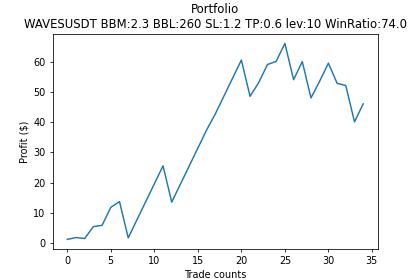 Portfolio
WAVESUSDT BBM:2.3 BBL:260 SL:1.2 TP:0.6 lev:10 WinRatio:74.0
60
50
40
30
20
10
0
Profit ($)
0 5 10 15 20 25 30 35
Trade counts